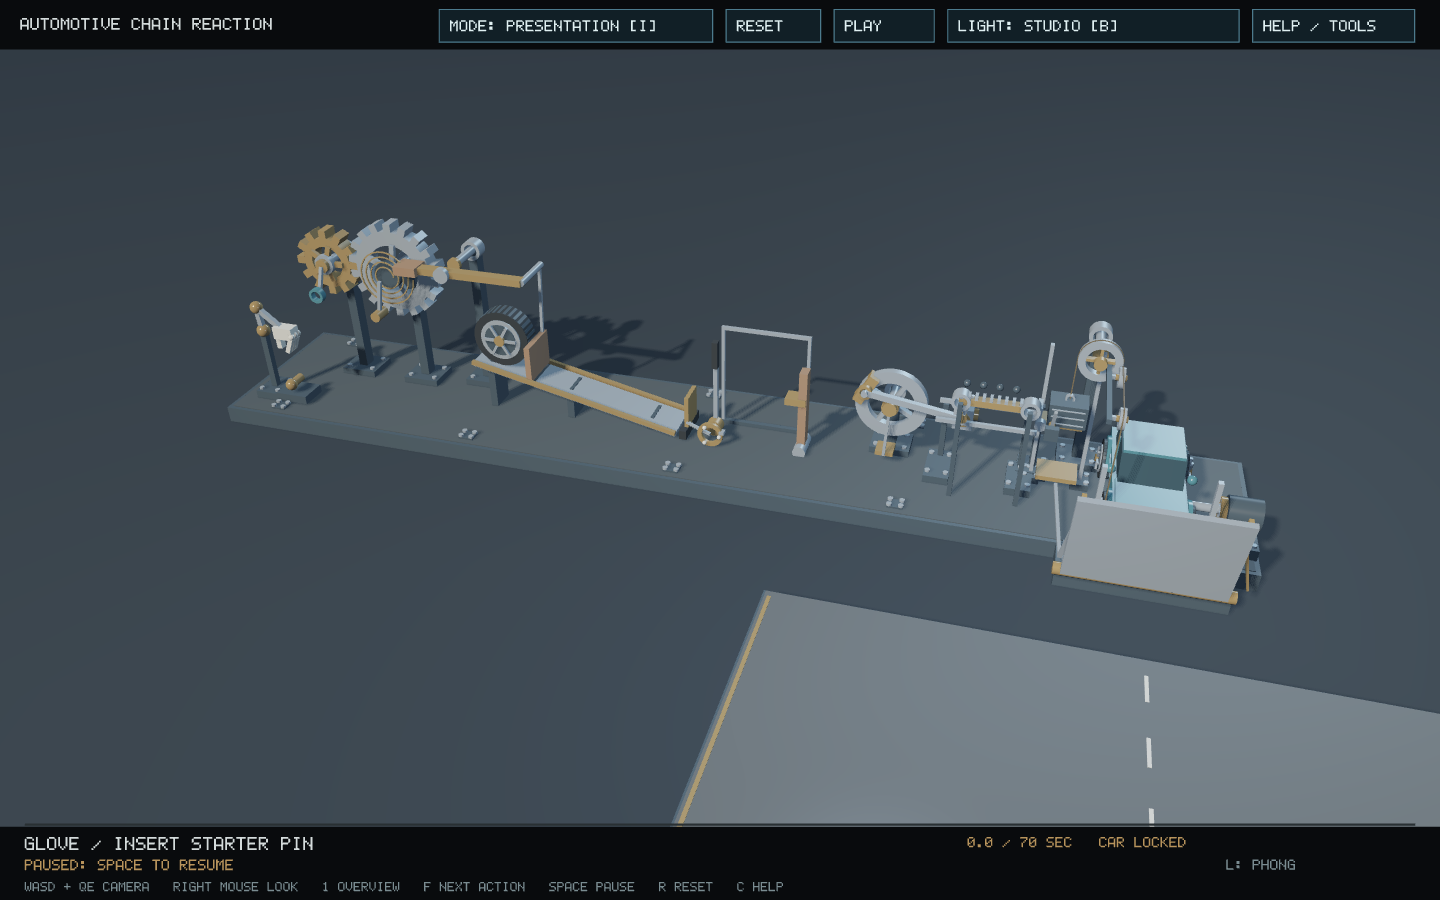 AUTOMOTIVE CHAIN REACTION
MODE: PRESENTATION [I]
RESET
PLAY
LIGHT: STUDIO [B]
HELP / TOOLS
GLOVE / INSERT STARTER PIN
0.0 / 70 SEC
CAR LOCKED
PAUSED: SPACE TO RESUME
L: PHONG
WASD + QE CAMERA
RIGHT MOUSE LOOK
1 OVERVIEW
F NEXT ACTION
SPACE PAUSE
R RESET
C HELP